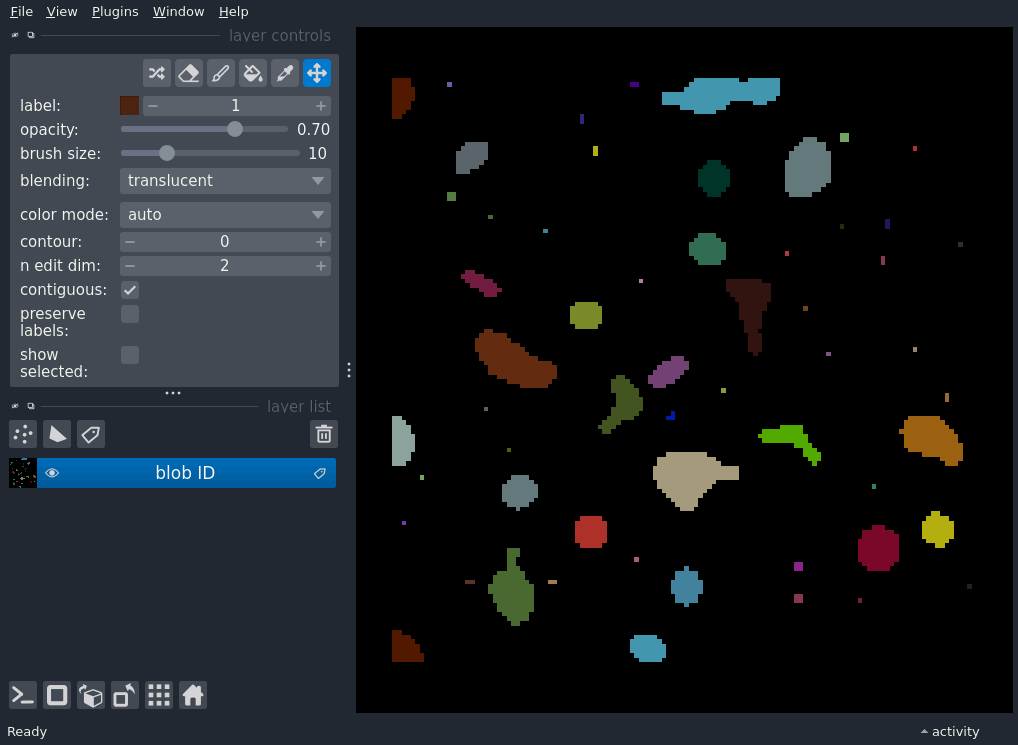 File View Plugins Window Help
layer controls
label: 1
opacity: 0.70
brush size: 10
blending: translucent
color mode: auto
contour: 0
n edit dim: 2
contiguous:
preserve
labels:
show
selected:
layer list
blob ID
Ready
activity